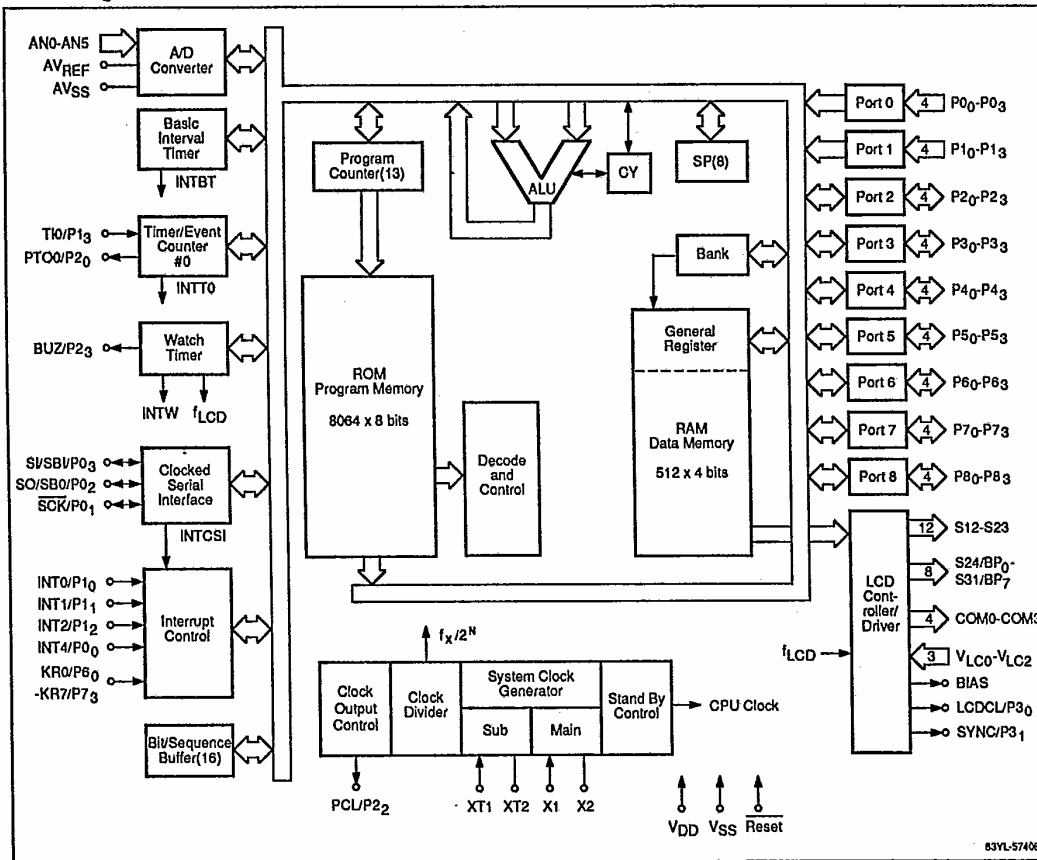 AN0-AN5
AVREF
AVSS
A/D
Converter
Basic
Interval
Timer
INTBT
TI0/P13
PTO0/P20
Timer/Event
Counter
#0
INTT0
BUZ/P23
Watch
Timer
INTW
fLCD
SI/SBI/P03
SO/SB0/P02
SCK/P01
Clocked
Serial
Interface
INTCSI
INT0/P10
INT1/P11
INT2/P12
INT4/P00
KR0/P60
-KR7/P73
Interrupt
Control
Bit/Sequence
Buffer(16)
Program
Counter(13)
ALU
CY
SP(8)
Bank
General
Register
RAM
Data Memory
512 x 4 bits
ROM
Program Memory
8064 x 8 bits
Decode
and
Control
fX/2N
Clock
Output
Control
Clock
Divider
System Clock
Generator
Sub
Main
Stand By
Control
CPU Clock
PCL/P22
XT1
XT2
X1
X2
VDD
VSS
Reset
Port 0
4
P00-P03
Port 1
4
P10-P13
Port 2
4
P20-P23
Port 3
4
P30-P33
Port 4
4
P40-P43
Port 5
4
P50-P53
Port 6
4
P60-P63
Port 7
4
P70-P73
Port 8
4
P80-P83
LCD
Cont-
roller/
Driver
fLCD
12
S12-S23
8
S24/BP0-
S31/BP7
4
COM0-COM3
3
VLC0-VLC2
BIAS
LCDCL/P30
SYNC/P31